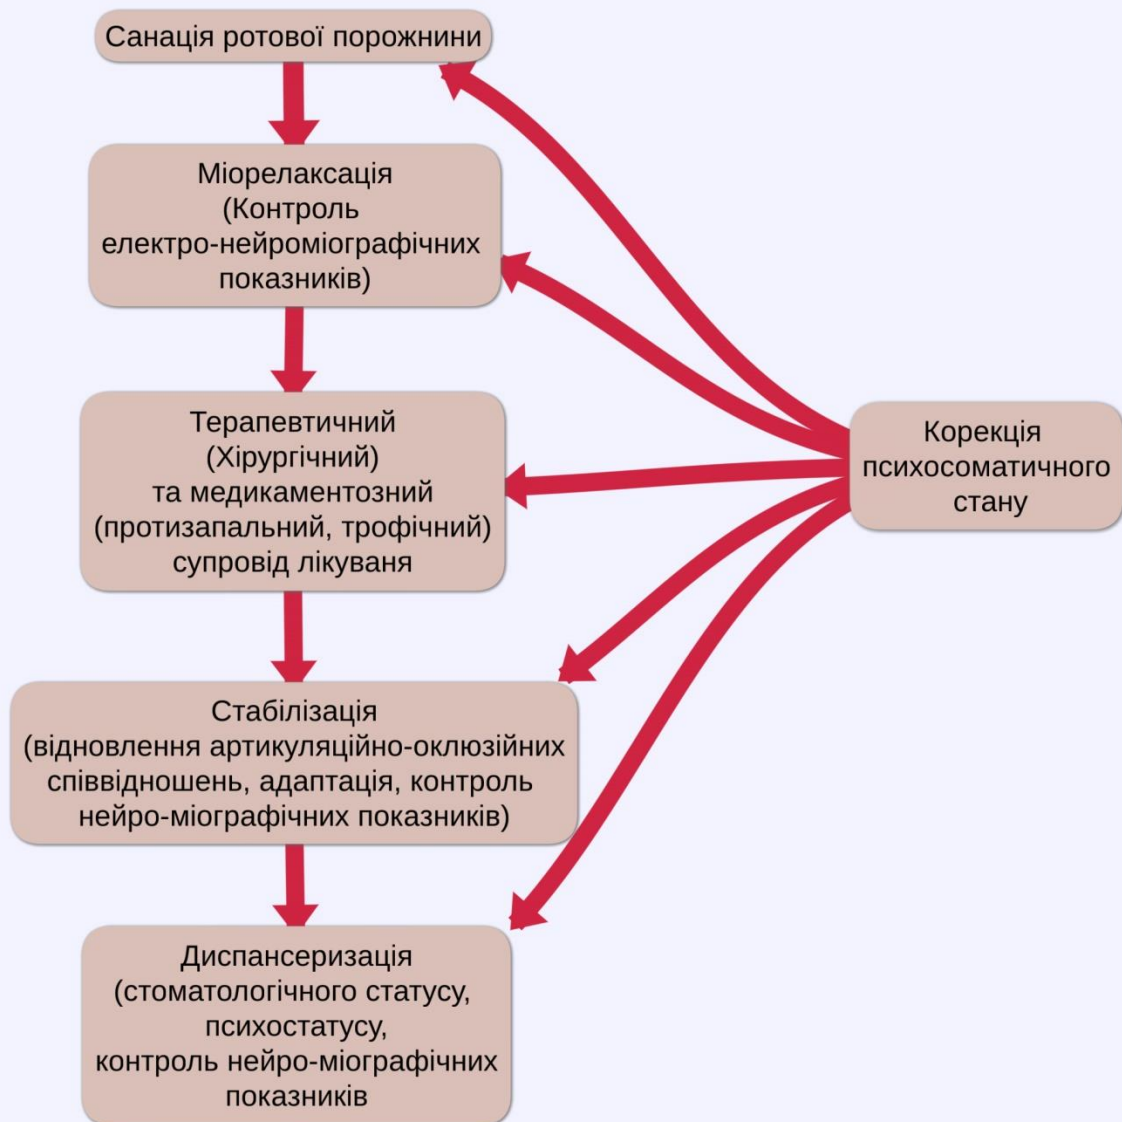 Санація ротової порожнини
Міорелаксація
(Контроль
електро-нейроміографічних
показників)
Терапевтичний
(Хірургічний)
та медикаментозний
(протизапальний, трофічний)
супровід лікуваня
Корекція
психосоматичного
стану
Стабілізація
(відновлення артикуляційно-оклюзійних
співвідношень, адаптація, контроль
нейро-міографічних показників)
Диспансеризація
(стоматологічного статусу,
психостатусу,
контроль нейро-міографічних
показників